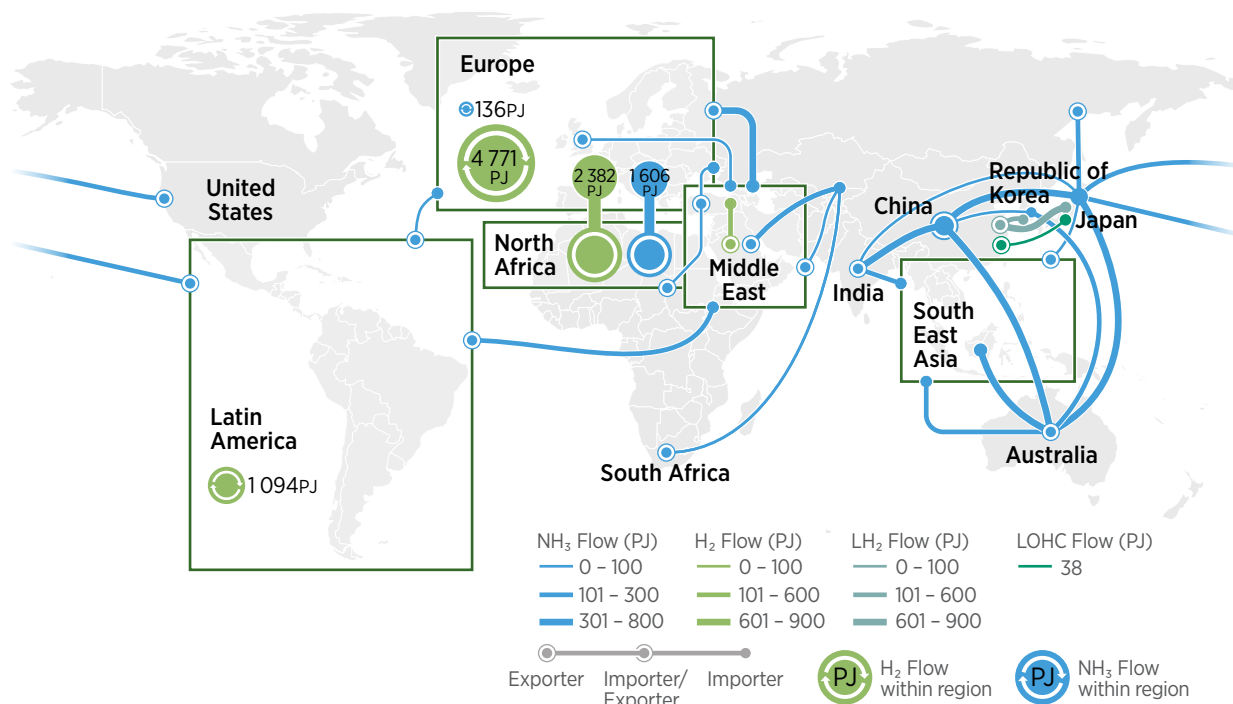 Europe
136PJ
4 771
PJ
2 382
PJ
1 606
PJ
United
States
North
Africa
Middle
East
Republic of
Korea
China
Japan
India
South
East
Asia
Latin
America
1 094PJ
South Africa
Australia
NH₃ Flow (PJ)
0 – 100
101 – 300
301 – 800
H₂ Flow (PJ)
0 – 100
101 – 600
601 – 900
LH₂ Flow (PJ)
0 – 100
101 – 600
601 – 900
LOHC Flow (PJ)
38
Exporter
Importer/
Exporter
Importer
PJ
H₂ Flow
within region
PJ
NH₃ Flow
within region